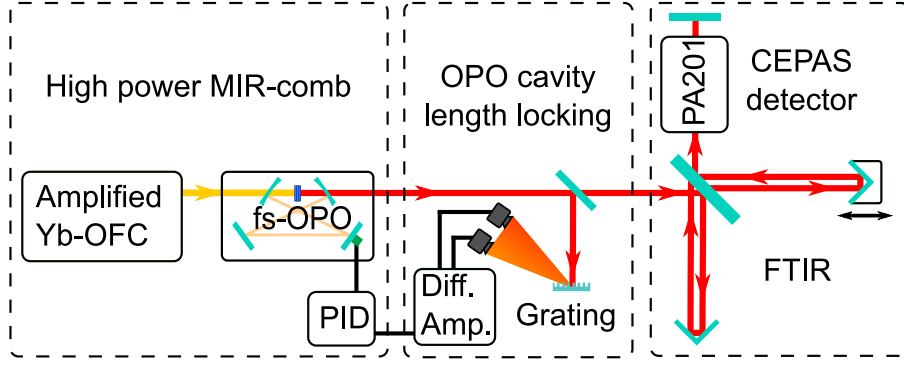 High power MIR-comb
Amplified
Yb-OFC
fs-OPO
PID
OPO cavity
length locking
Diff.
Amp.
Grating
PA201
CEPAS
detector
FTIR